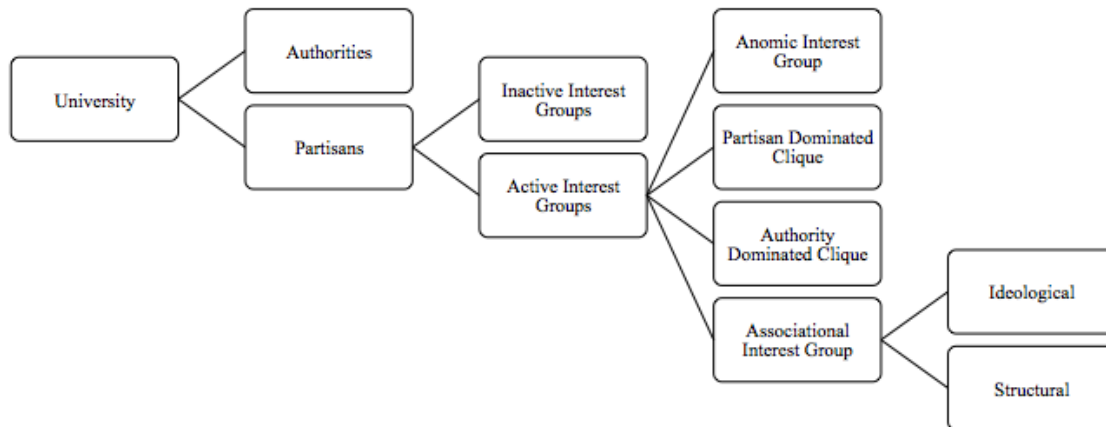 University
Authorities
Partisans
Inactive Interest
Groups
Active Interest
Groups
Anomic Interest
Group
Partisan Dominated
Clique
Authority
Dominated Clique
Associational
Interest Group
Ideological
Structural